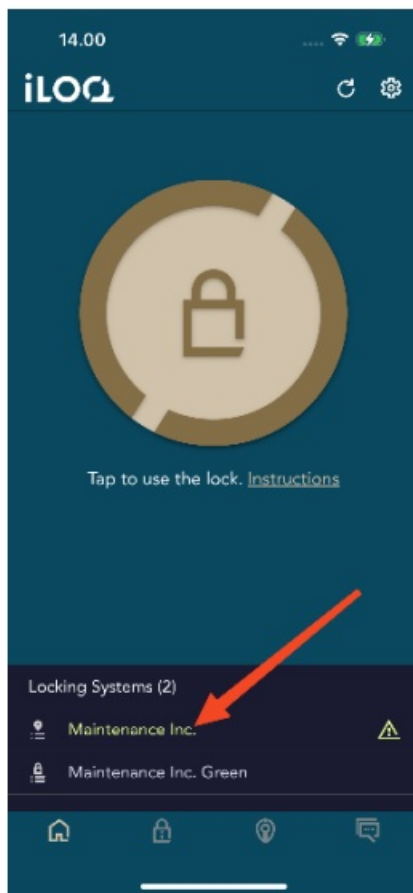 14.00
iLOQ
Tap to use the lock. Instructions
Locking Systems (2)
Maintenance Inc.
Maintenance Inc. Green